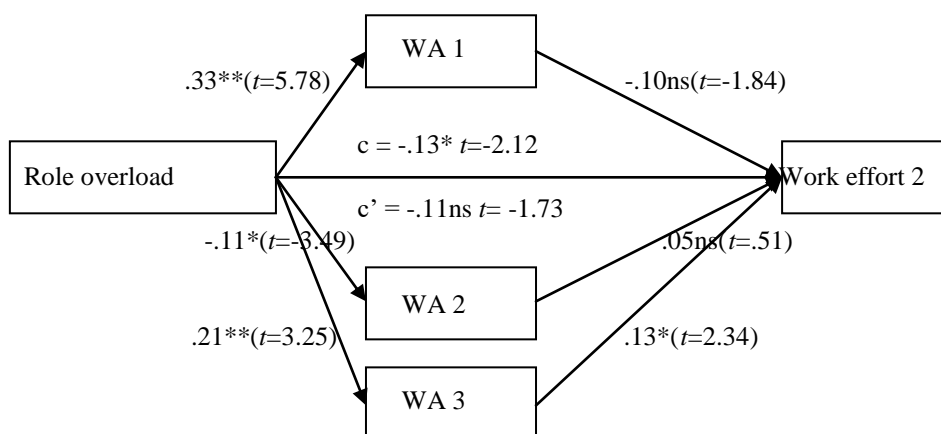 WA 1
.33**(t=5.78)
-.10ns(t=-1.84)
c = -.13* t=-2.12
Role overload
Work effort 2
c’ = -.11ns t= -1.73
-.11*(t=-3.49)
.05ns(t=.51)
WA 2
.21**(t=3.25)
.13*(t=2.34)
WA 3